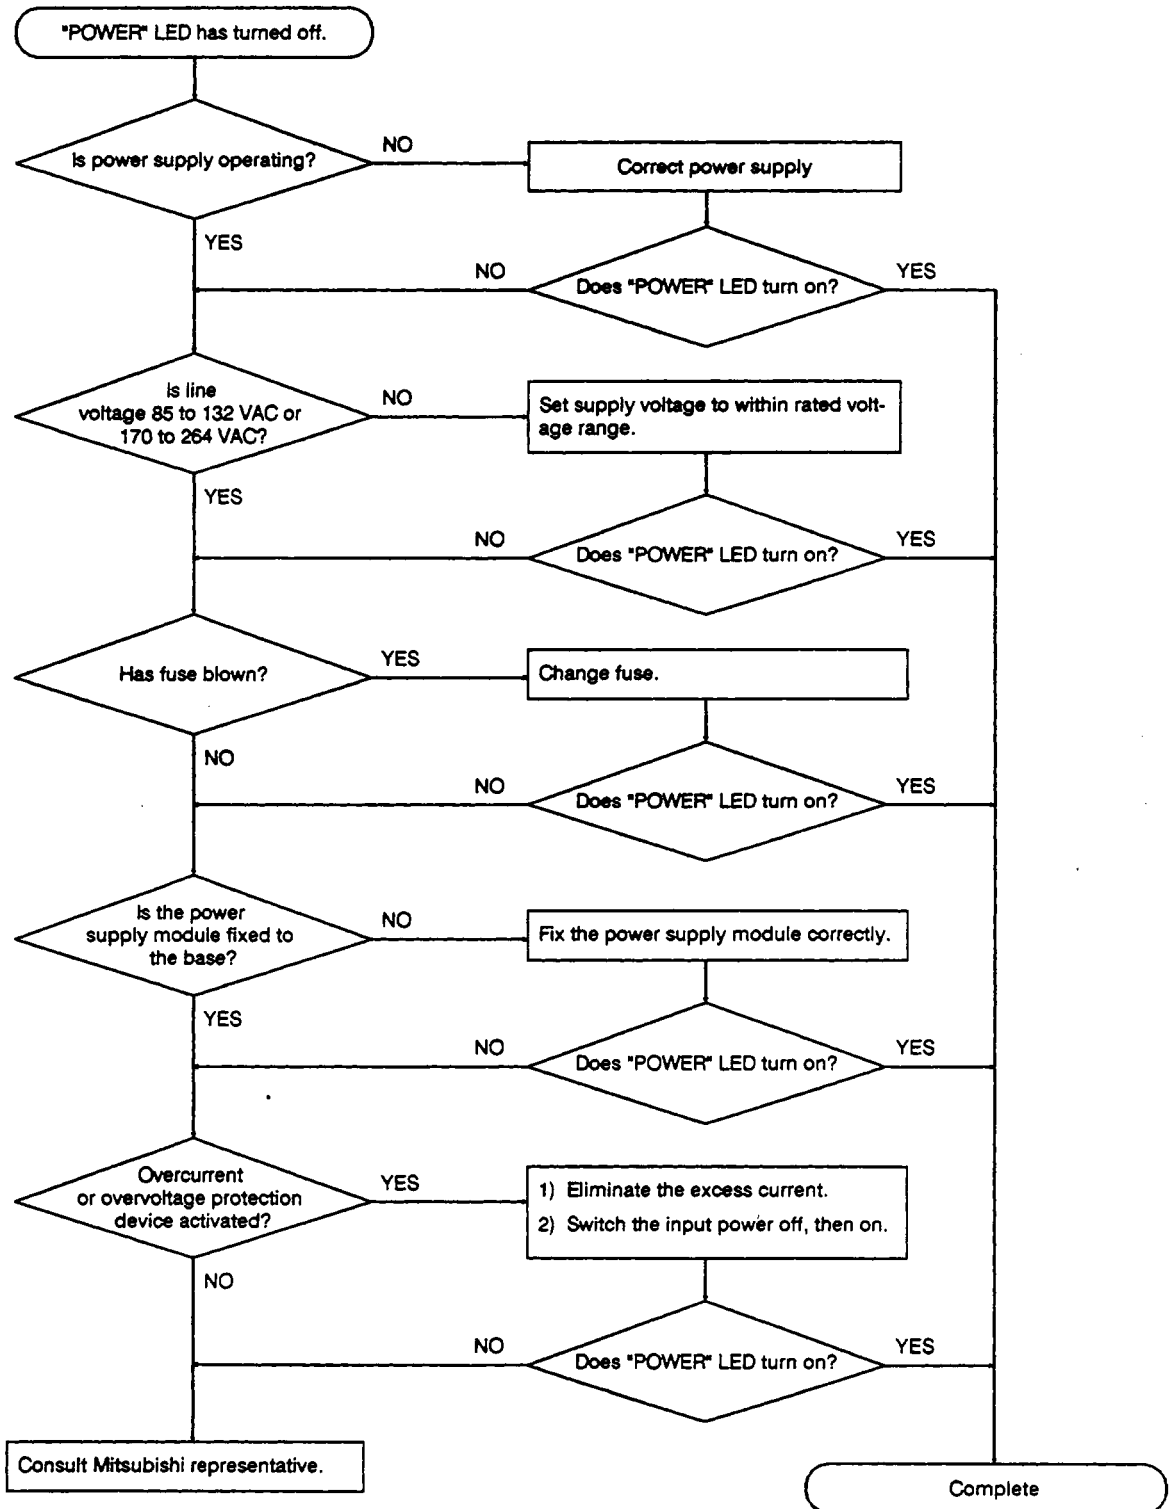 "POWER" LED has turned off.
Is power supply operating?
NO
Correct power supply
YES
NO
Does "POWER" LED turn on?
YES
Is line
voltage 85 to 132 VAC or
170 to 264 VAC?
NO
Set supply voltage to within rated volt-
age range.
YES
NO
Does "POWER" LED turn on?
YES
Has fuse blown?
YES
Change fuse.
NO
NO
Does "POWER" LED turn on?
YES
Is the power
supply module fixed to
the base?
NO
Fix the power supply module correctly.
YES
NO
Does "POWER" LED turn on?
YES
Overcurrent
or overvoltage protection
device activated?
YES
1) Eliminate the excess current.
2) Switch the input power off, then on.
NO
NO
Does "POWER" LED turn on?
YES
Consult Mitsubishi representative.
Complete